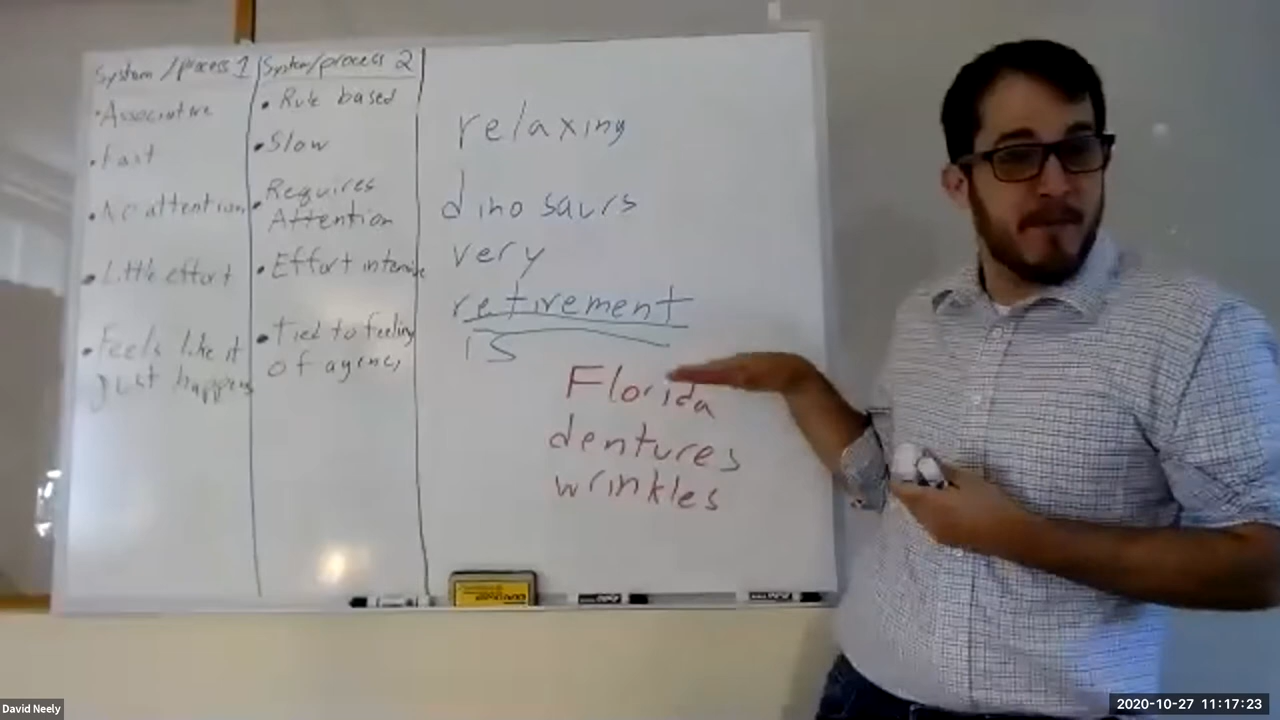 System/process 1
• Associative
• Fast
• No attention
• Little effort
• Feels like it
just happens
System/process 2
• Rule based
• Slow
• Requires
Attention
• Effort intensive
• Tied to feeling
of agency
relaxing
dinosaurs
very
retirement
is
Florida
dentures
wrinkles
David Neely
2020-10-27 11:17:23